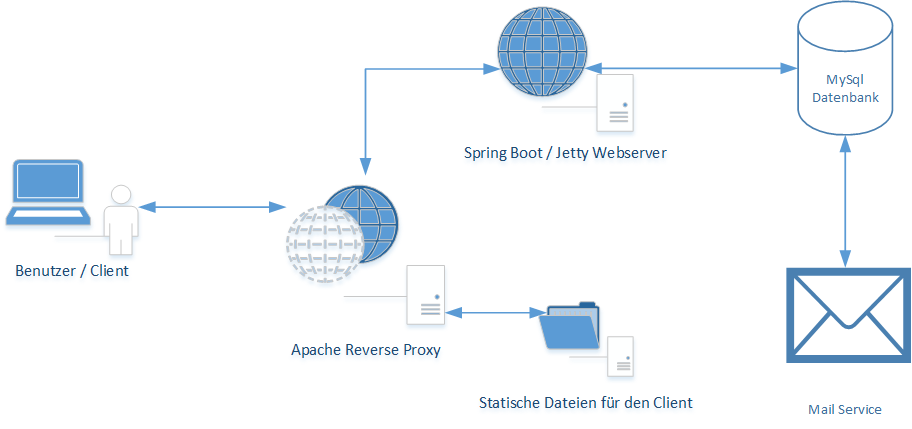 MySql
Datenbank
Spring Boot / Jetty Webserver
Benutzer / Client
Apache Reverse Proxy
Statische Dateien für den Client
Mail Service